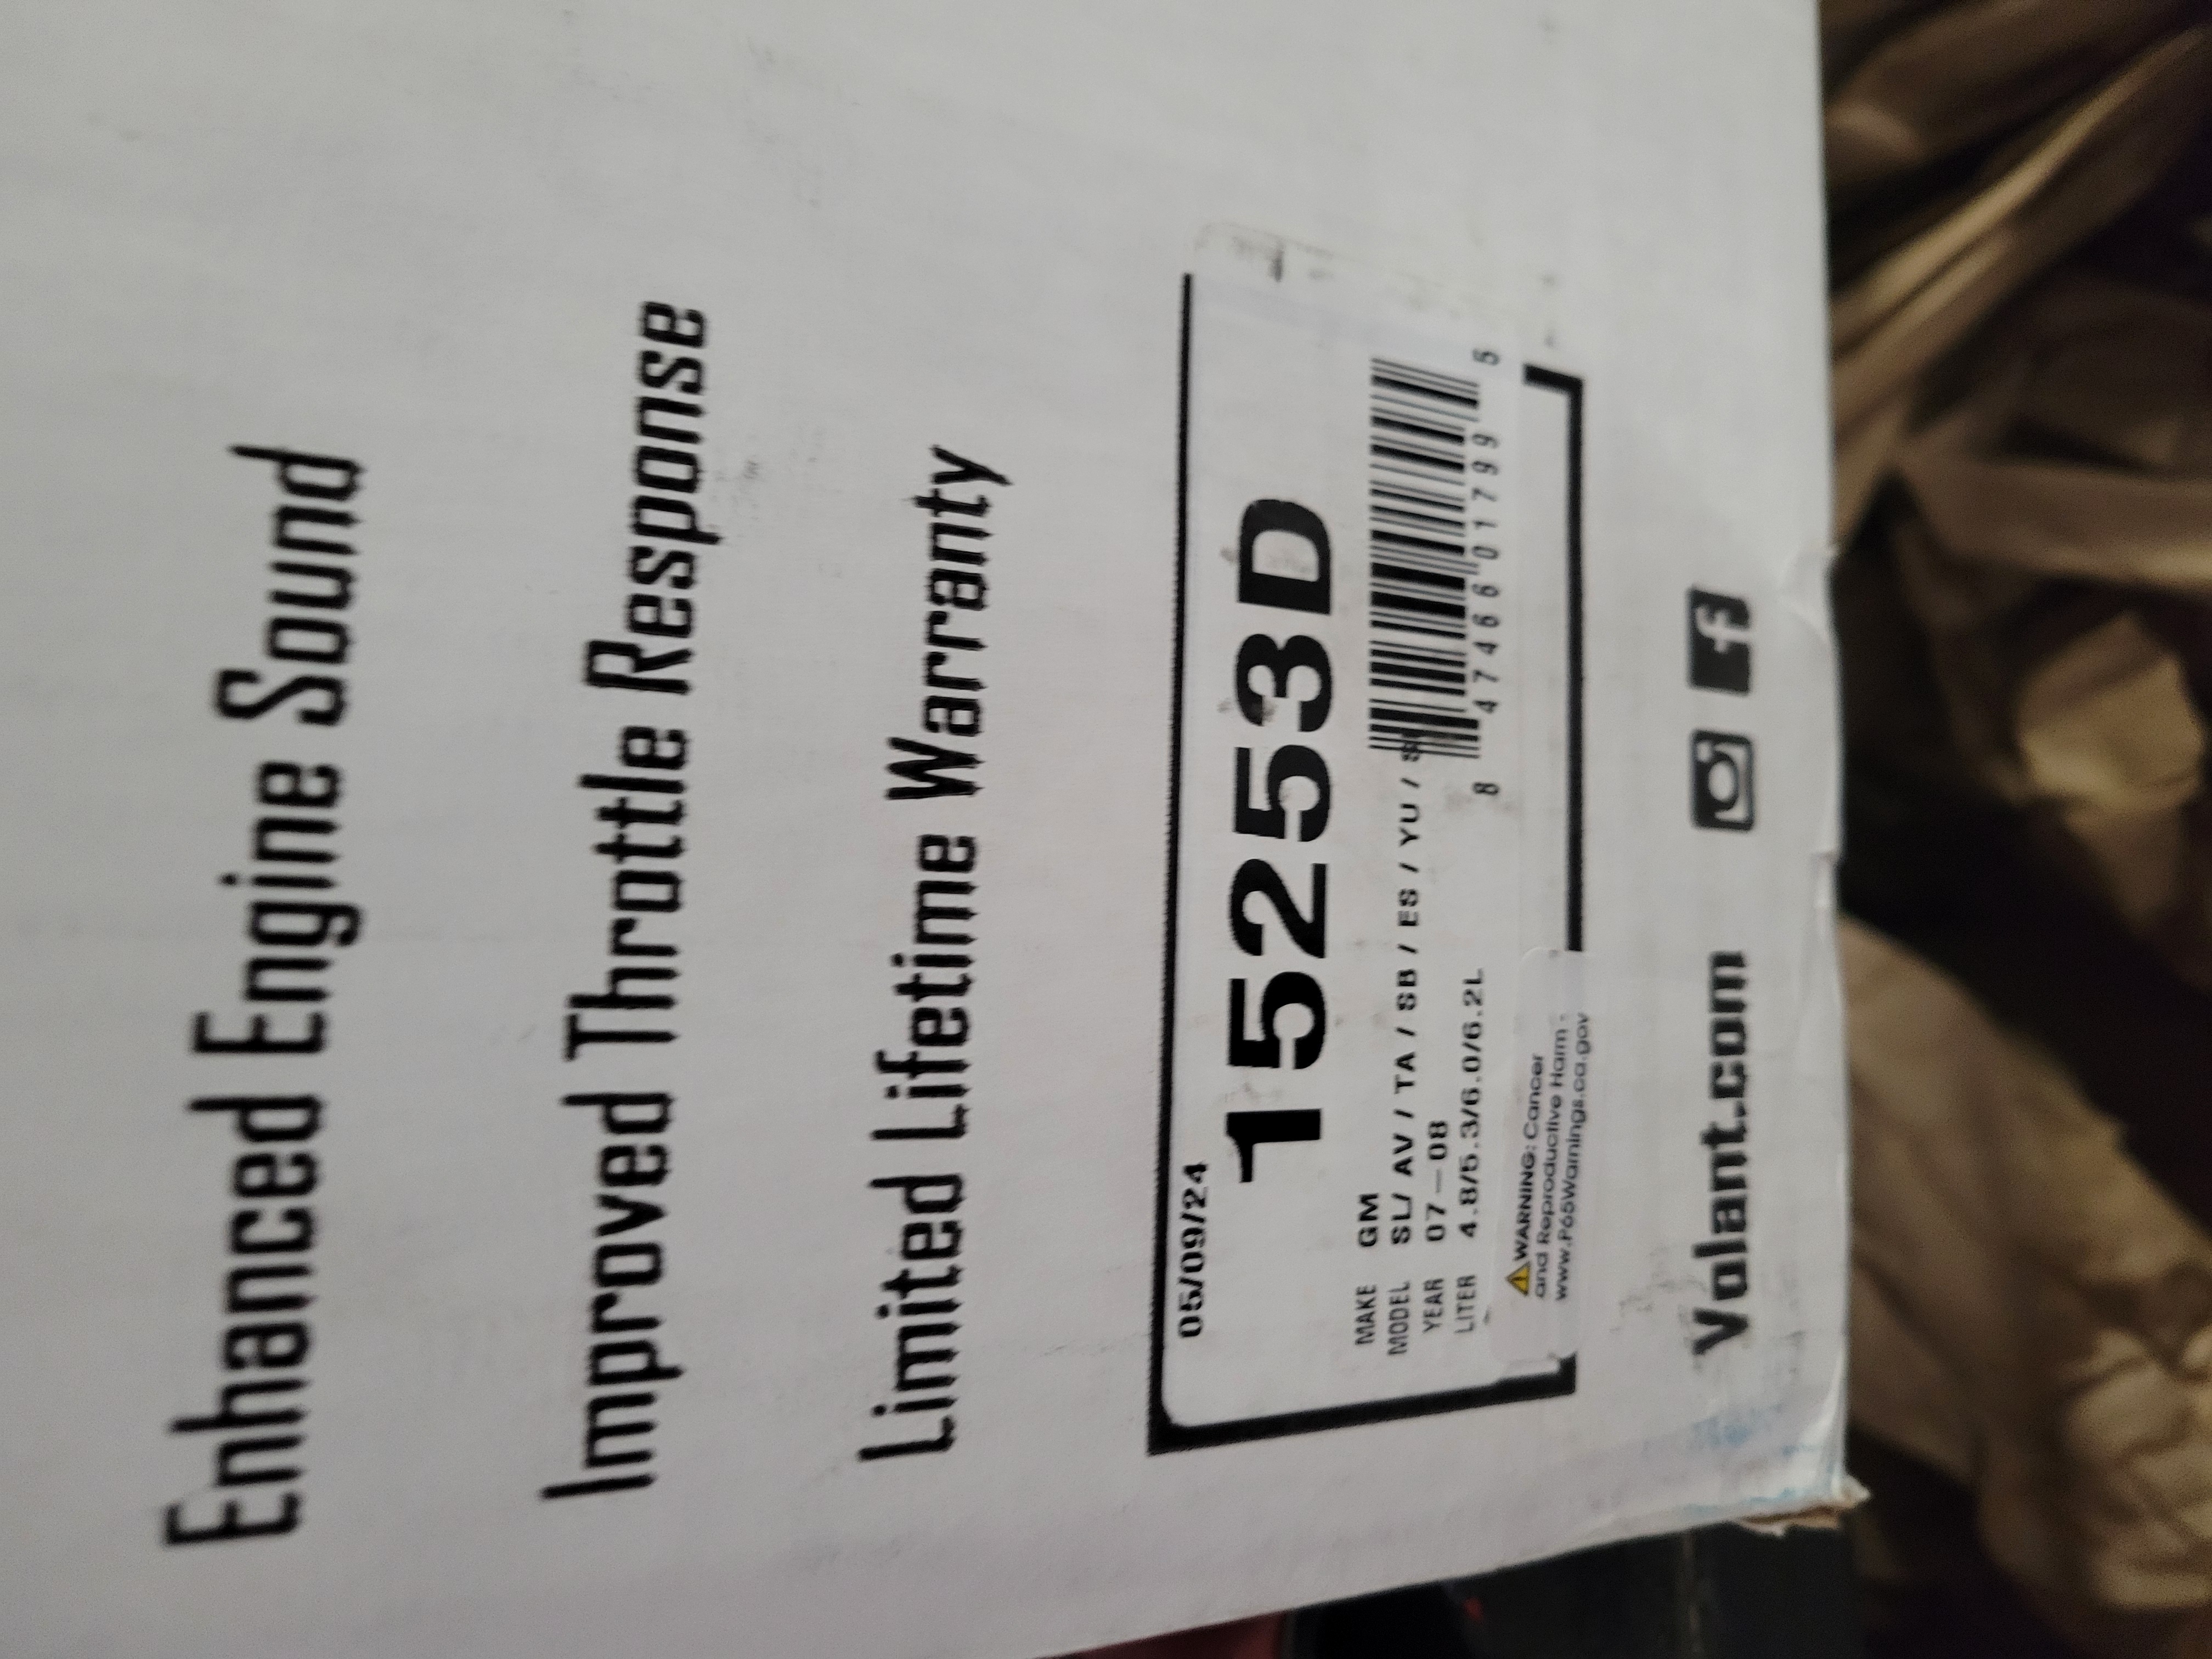 Enhanced Engine Sound
Improved Throttle Response
Limited Lifetime Warranty
05/09/24
15253D
MAKE GM
MODEL SL/ AV / TA / SB / ES / YU /
YEAR 07 – 08
LITER 4.8/5.3/6.0/6.2L
8 47466 01799 5
WARNING: Cancer
and Reproductive Harm -
www.P65Warnings.ca.gov
Volant.com